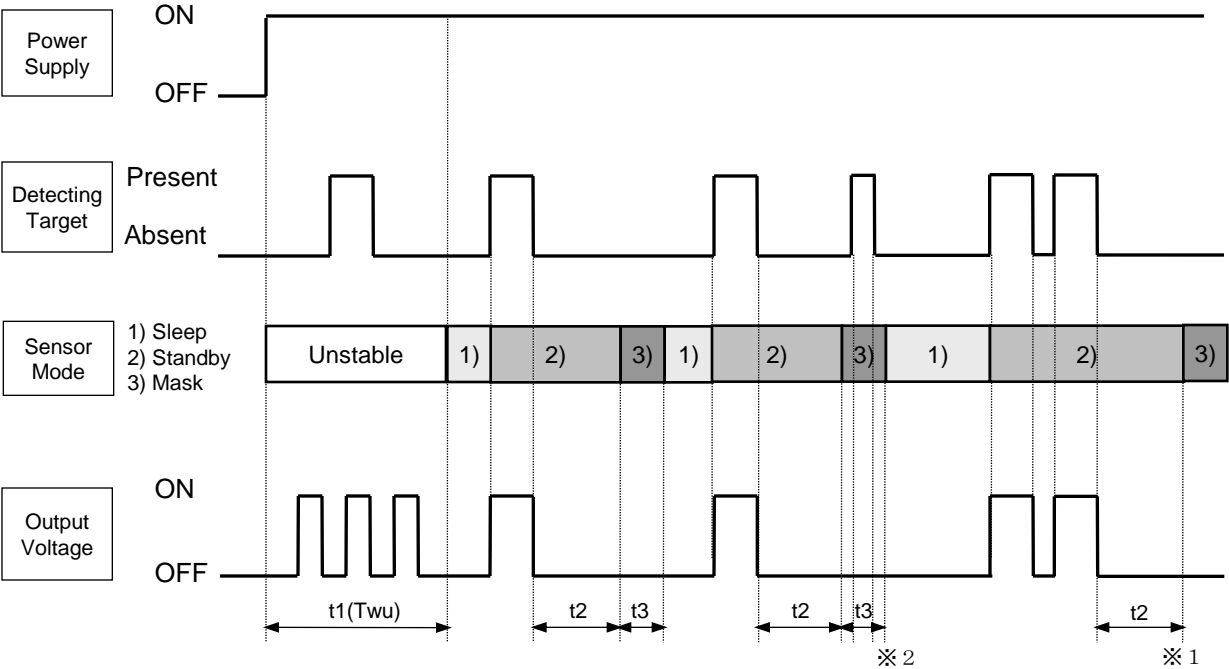 ON
Power
Supply
OFF
Present
Detecting
Target
Absent
Sensor
Mode
1) Sleep
2) Standby
3) Mask
Unstable
1)
2)
3)
1)
2)
3)
1)
2)
3)
ON
Output
Voltage
OFF
t1(Twu)
t2
t3
t2
t3
t2
※2
※1